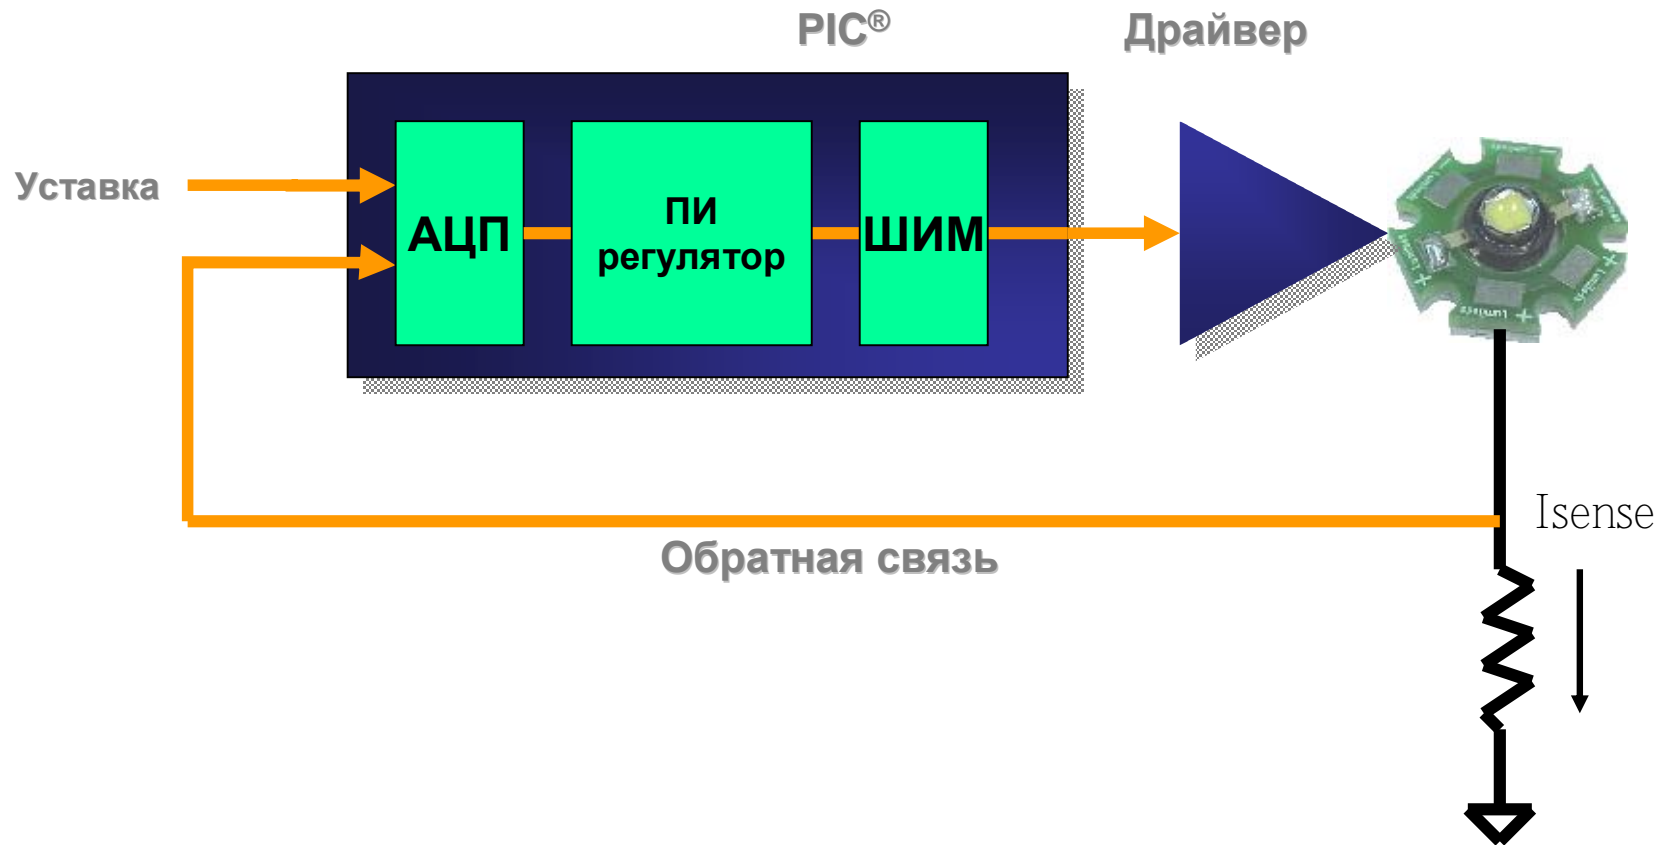 PIC®
Драйвер
Уставка
АЦП
ПИ
регулятор
ШИМ
Isense
Обратная связь